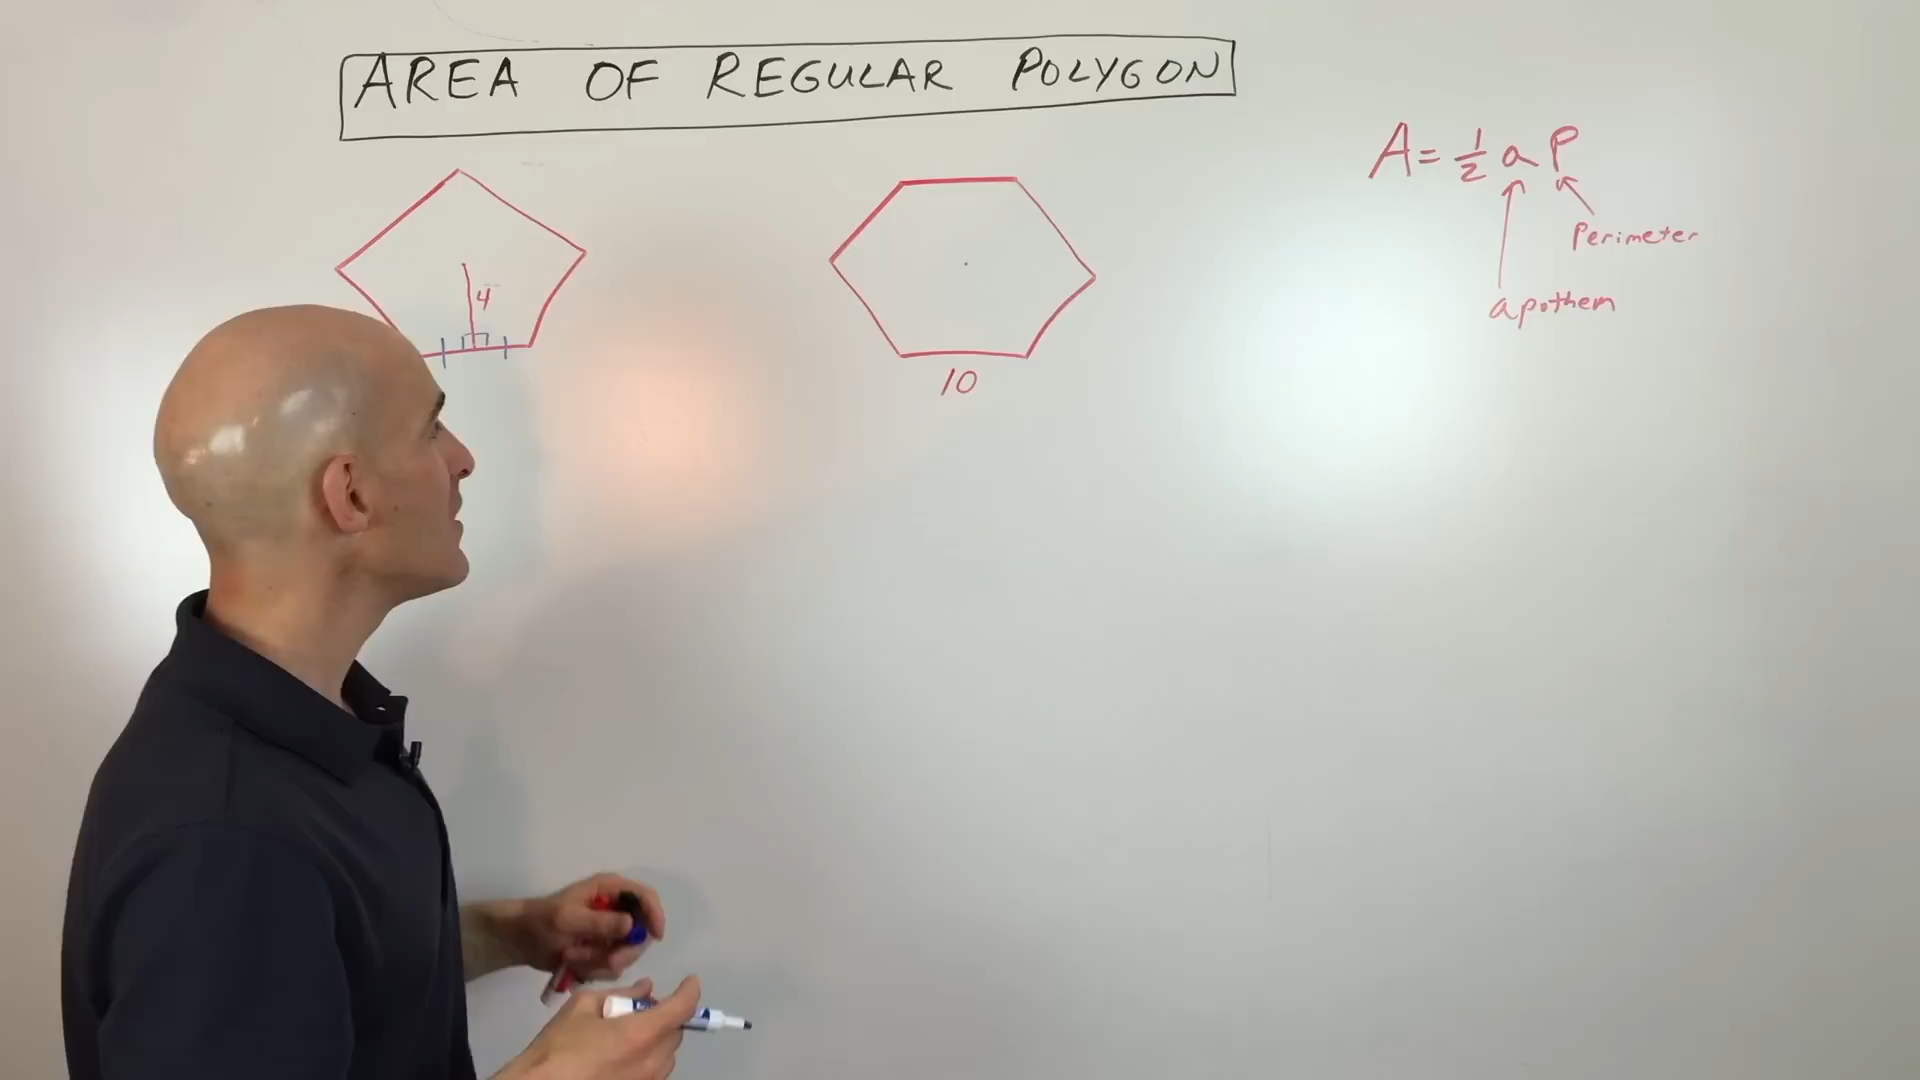 AREA OF REGULAR POLYGON
A = 1/2 a P
Perimeter
apothem
4
10